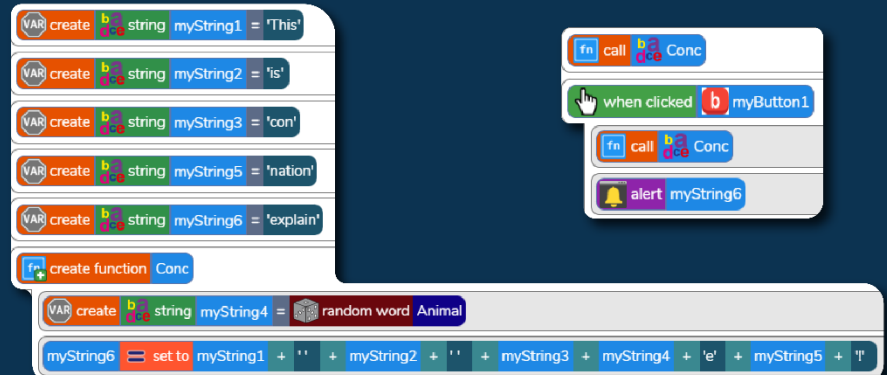 VAR create string myString1 = 'This'
VAR create string myString2 = 'is'
VAR create string myString3 = 'con'
VAR create string myString5 = 'nation'
VAR create string myString6 = 'explain'
fn create function Conc
VAR create string myString4 = random word Animal
myString6 = set to myString1 + ' ' + myString2 + ' ' + myString3 + myString4 + 'e' + myString5 + '!'
fn call Conc
when clicked b myButton1
fn call Conc
alert myString6